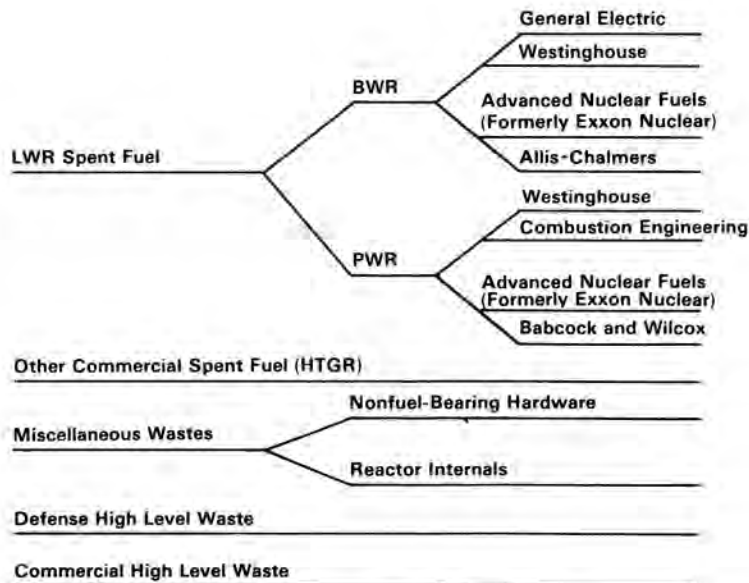 General Electric
Westinghouse
BWR
Advanced Nuclear Fuels
(Formerly Exxon Nuclear)
LWR Spent Fuel
Allis-Chalmers
Westinghouse
Combustion Engineering
PWR
Advanced Nuclear Fuels
(Formerly Exxon Nuclear)
Babcock and Wilcox
Other Commercial Spent Fuel (HTGR)
Nonfuel-Bearing Hardware
Miscellaneous Wastes
Reactor Internals
Defense High Level Waste
Commercial High Level Waste